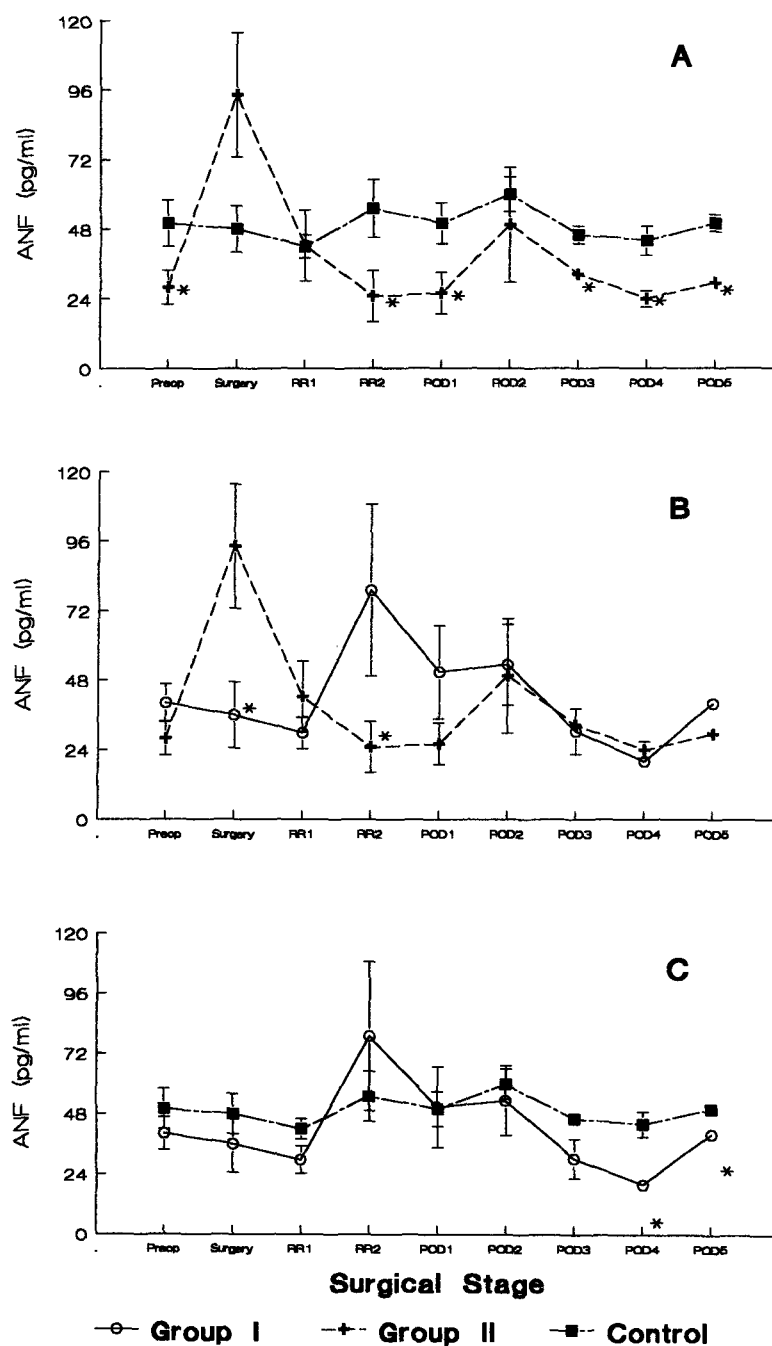 120
A
96
72
48
24
0
ANF (pg/ml)
* * * * * *
Preop Surgery RR1 RR2 POD1 POD2 POD3 POD4 POD5
120
B
96
72
48
24
0
ANF (pg/ml)
* *
Preop Surgery RR1 RR2 POD1 POD2 POD3 POD4 POD5
120
C
96
72
48
24
0
ANF (pg/ml)
* *
Preop Surgery RR1 RR2 POD1 POD2 POD3 POD4 POD5
Surgical Stage
Group I Group II Control